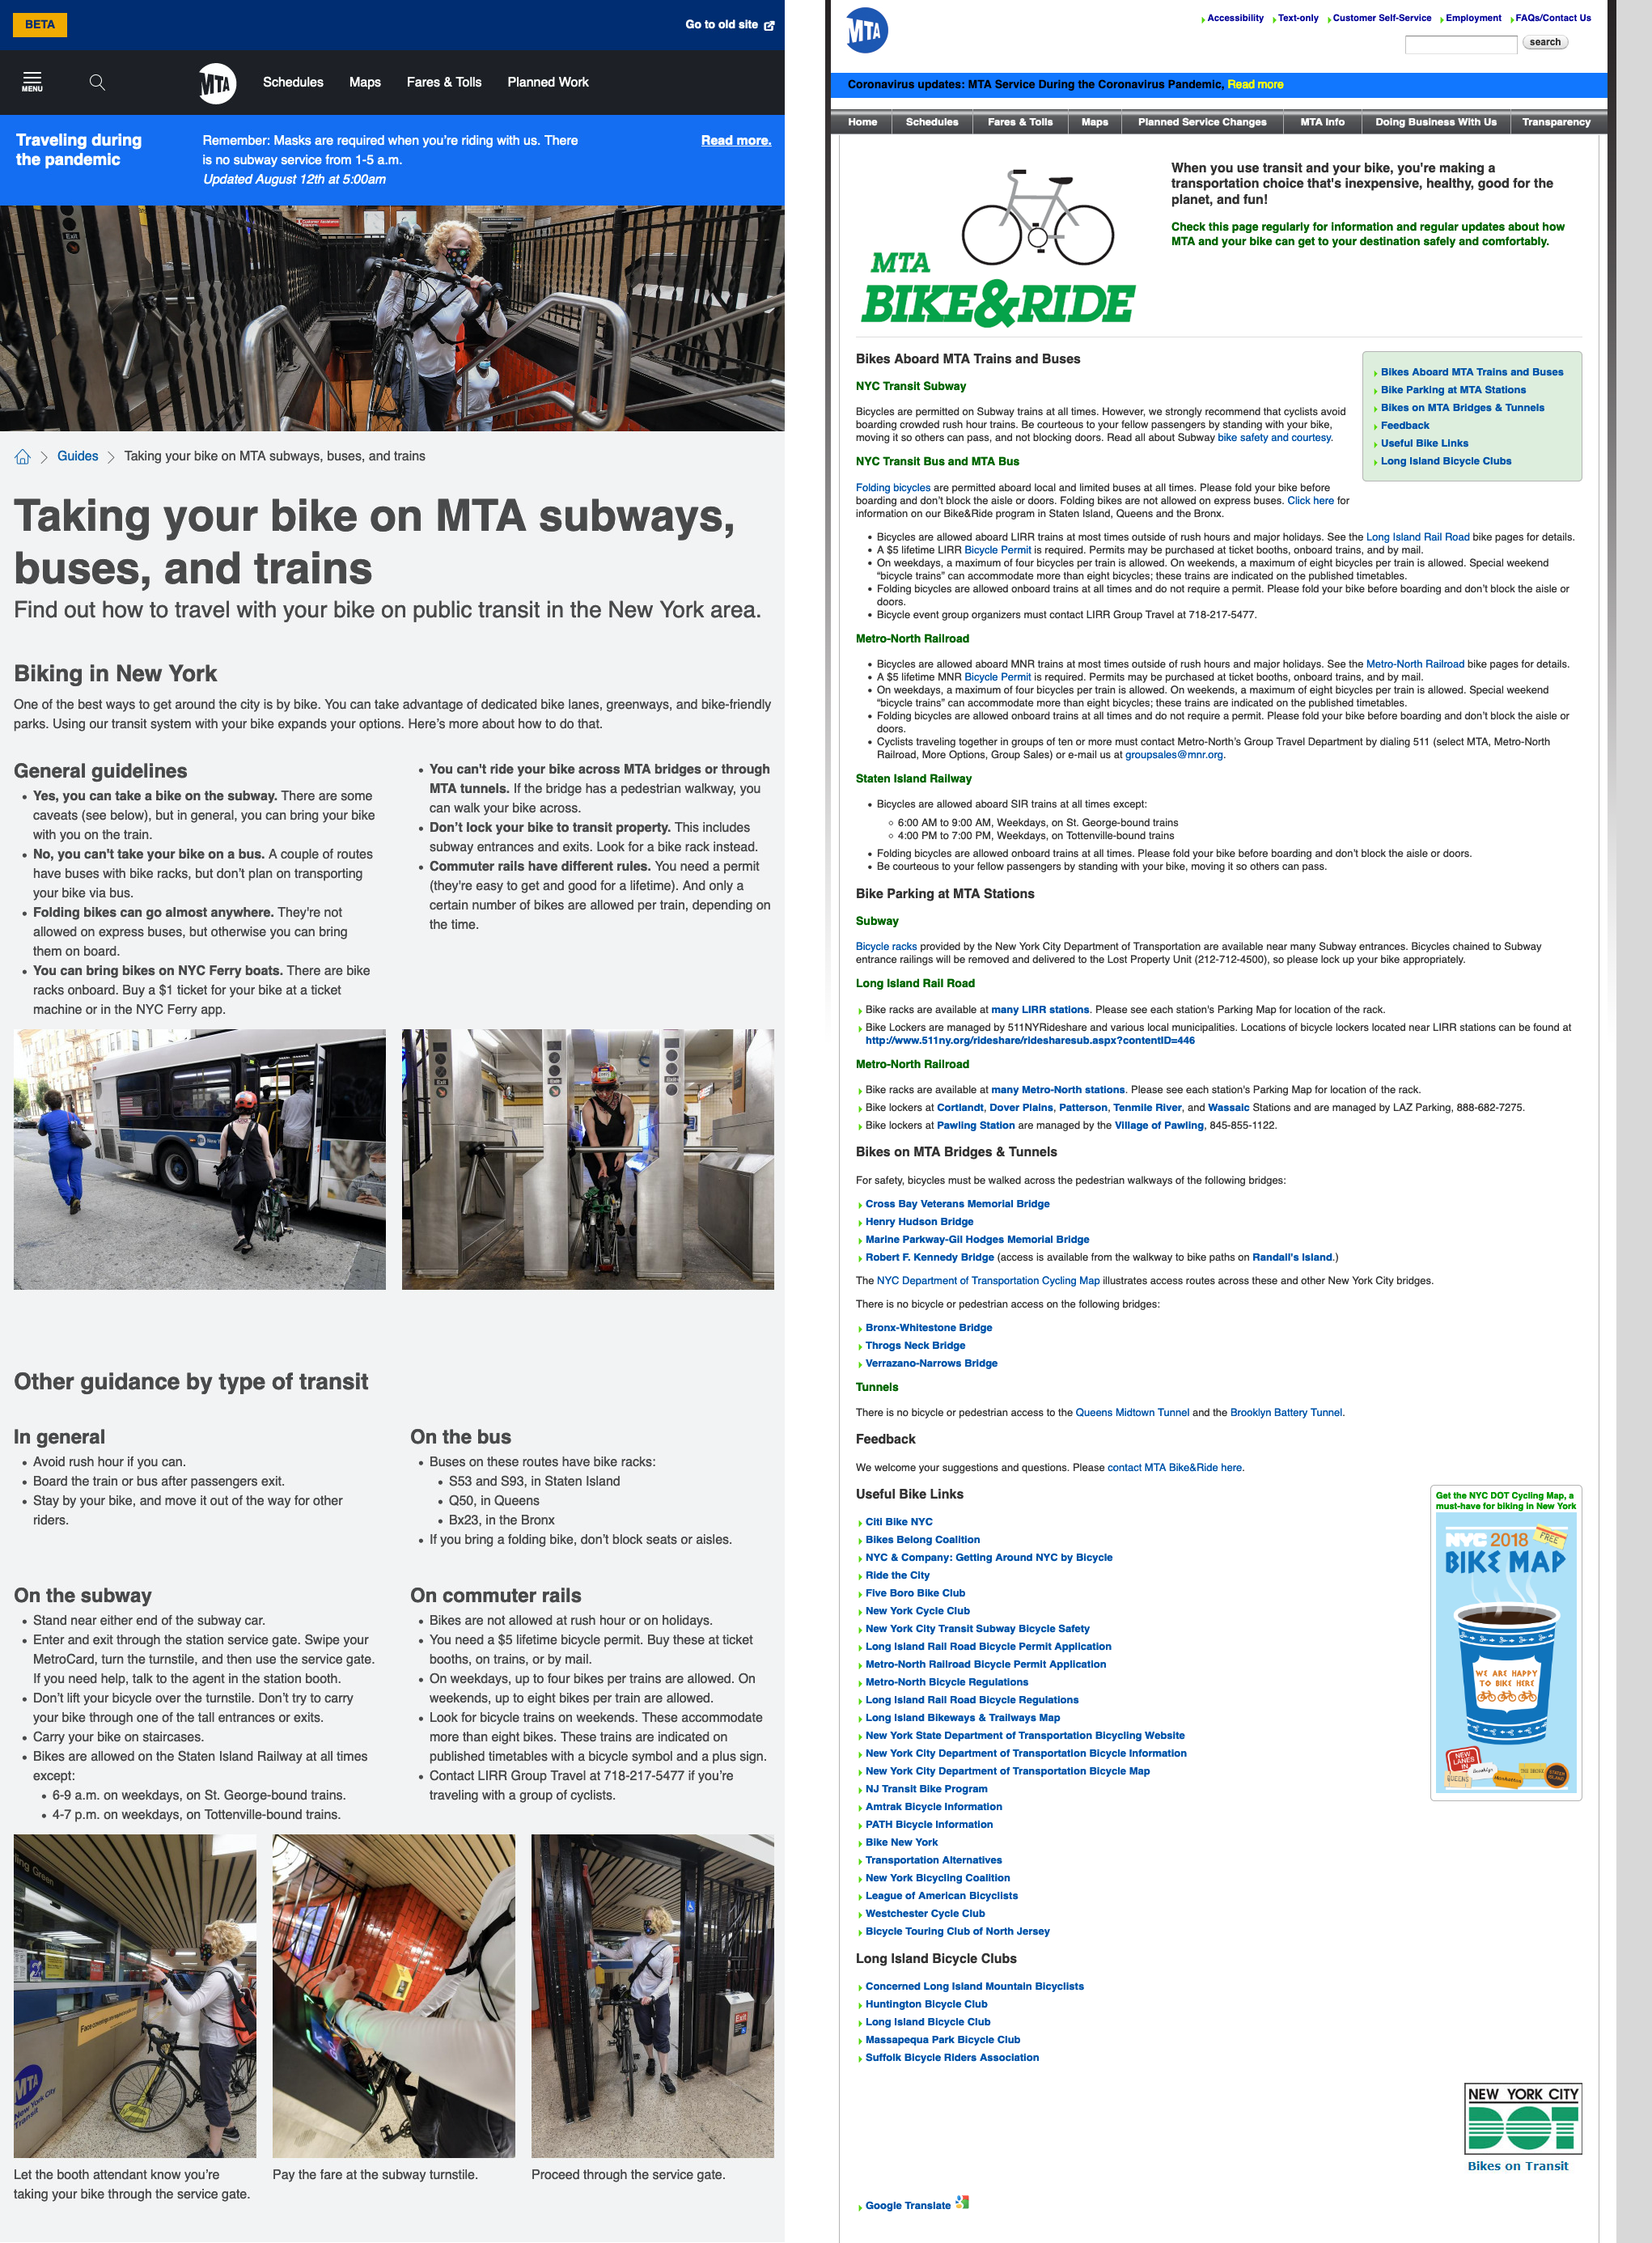 BETA
Go to old site
MENU
MTA
Schedules
Maps
Fares & Tolls
Planned Work
Traveling during
the pandemic
Remember: Masks are required when you're riding with us. There
is no subway service from 1-5 a.m.
Updated August 12th at 5:00am
Read more.
Guides
Taking your bike on MTA subways, buses, and trains
Taking your bike on MTA subways,
buses, and trains
Find out how to travel with your bike on public transit in the New York area.
Biking in New York
One of the best ways to get around the city is by bike. You can take advantage of dedicated bike lanes, greenways, and bike-friendly
parks. Using our transit system with your bike expands your options. Here's more about how to do that.
General guidelines
• Yes, you can take a bike on the subway. There are some
caveats (see below), but in general, you can bring your bike
with you on the train.
• No, you can't take your bike on a bus. A couple of routes
have buses with bike racks, but don't plan on transporting
your bike via bus.
• Folding bikes can go almost anywhere. They're not
allowed on express buses, but otherwise you can bring
them on board.
• You can bring bikes on NYC Ferry boats. There are bike
racks onboard. Buy a $1 ticket for your bike at a ticket
machine or in the NYC Ferry app.
• You can't ride your bike across MTA bridges or through
MTA tunnels. If the bridge has a pedestrian walkway, you
can walk your bike across.
• Don't lock your bike to transit property. This includes
subway entrances and exits. Look for a bike rack instead.
• Commuter rails have different rules. You need a permit
(they're easy to get and good for a lifetime). And only a
certain number of bikes are allowed per train, depending on
the time.
Other guidance by type of transit
In general
• Avoid rush hour if you can.
• Board the train or bus after passengers exit.
• Stay by your bike, and move it out of the way for other
riders.
On the bus
• Buses on these routes have bike racks:
• S53 and S93, in Staten Island
• Q50, in Queens
• Bx23, in the Bronx
• If you bring a folding bike, don't block seats or aisles.
On the subway
• Stand near either end of the subway car.
• Enter and exit through the station service gate. Swipe your
MetroCard, turn the turnstile, and then use the service gate.
If you need help, talk to the agent in the station booth.
• Don't lift your bicycle over the turnstile. Don't try to carry
your bike through one of the tall entrances or exits.
• Carry your bike on staircases.
• Bikes are allowed on the Staten Island Railway at all times
except:
• 6-9 a.m. on weekdays, on St. George-bound trains.
• 4-7 p.m. on weekdays, on Tottenville-bound trains.
On commuter rails
• Bikes are not allowed at rush hour or on holidays.
• You need a $5 lifetime bicycle permit. Buy these at ticket
booths, on trains, or by mail.
• On weekdays, up to four bikes per trains are allowed. On
weekends, up to eight bikes per train are allowed.
• Look for bicycle trains on weekends. These accommodate
more than eight bikes. These trains are indicated on
published timetables with a bicycle symbol and a plus sign.
• Contact LIRR Group Travel at 718-217-5477 if you're
traveling with a group of cyclists.
ling Green
MTA
New York City
Transit
Exit
Let the booth attendant know you're
taking your bike through the service gate.
Pay the fare at the subway turnstile.
Proceed through the service gate.
MTA
Accessibility
Text-only
Customer Self-Service
Employment
FAQs/Contact Us
search
Coronavirus updates: MTA Service During the Coronavirus Pandemic, Read more
Home
Schedules
Fares & Tolls
Maps
Planned Service Changes
MTA Info
Doing Business With Us
Transparency
MTA
BIKE&RIDE
When you use transit and your bike, you're making a
transportation choice that's inexpensive, healthy, good for the
planet, and fun!
Check this page regularly for information and regular updates about how
MTA and your bike can get to your destination safely and comfortably.
Bikes Aboard MTA Trains and Buses
Bikes Aboard MTA Trains and Buses
Bike Parking at MTA Stations
Bikes on MTA Bridges & Tunnels
Feedback
Useful Bike Links
Long Island Bicycle Clubs
NYC Transit Subway
Bicycles are permitted on Subway trains at all times. However, we strongly recommend that cyclists avoid
boarding crowded rush hour trains. Be courteous to your fellow passengers by standing with your bike,
moving it so others can pass, and not blocking doors. Read all about Subway bike safety and courtesy.
NYC Transit Bus and MTA Bus
Folding bicycles are permitted aboard local and limited buses at all times. Please fold your bike before
boarding and don't block the aisle or doors. Folding bikes are not allowed on express buses. Click here for
information on our Bike&Ride program in Staten Island, Queens and the Bronx.
• Bicycles are allowed aboard LIRR trains at most times outside of rush hours and major holidays. See the Long Island Rail Road bike pages for details.
• A $5 lifetime LIRR Bicycle Permit is required. Permits may be purchased at ticket booths, onboard trains, and by mail.
• On weekdays, a maximum of four bicycles per train is allowed. On weekends, a maximum of eight bicycles per train is allowed. Special weekend
"bicycle trains" can accommodate more than eight bicycles; these trains are indicated on the published timetables.
• Folding bicycles are allowed onboard trains at all times and do not require a permit. Please fold your bike before boarding and don't block the aisle or
doors.
• Bicycle event group organizers must contact LIRR Group Travel at 718-217-5477.
Metro-North Railroad
• Bicycles are allowed aboard MNR trains at most times outside of rush hours and major holidays. See the Metro-North Railroad bike pages for details.
• A $5 lifetime MNR Bicycle Permit is required. Permits may be purchased at ticket booths, onboard trains, and by mail.
• On weekdays, a maximum of four bicycles per train is allowed. On weekends, a maximum of eight bicycles per train is allowed. Special weekend
"bicycle trains" can accommodate more than eight bicycles; these trains are indicated on the published timetables.
• Folding bicycles are allowed onboard trains at all times and do not require a permit. Please fold your bike before boarding and don't block the aisle or
doors.
• Cyclists traveling together in groups of ten or more must contact Metro-North's Group Travel Department by dialing 511 (select MTA, Metro-North
Railroad, More Options, Group Sales) or e-mail us at groupsales@mnr.org.
Staten Island Railway
• Bicycles are allowed aboard SIR trains at all times except:
○ 6:00 AM to 9:00 AM, Weekdays, on St. George-bound trains
○ 4:00 PM to 7:00 PM, Weekdays, on Tottenville-bound trains
• Folding bicycles are allowed onboard trains at all times. Please fold your bike before boarding and don't block the aisle or doors.
• Be courteous to your fellow passengers by standing with your bike, moving it so others can pass.
Bike Parking at MTA Stations
Subway
Bicycle racks provided by the New York City Department of Transportation are available near many Subway entrances. Bicycles chained to Subway
entrance railings will be removed and delivered to the Lost Property Unit (212-712-4500), so please lock up your bike appropriately.
Long Island Rail Road
Bike racks are available at many LIRR stations. Please see each station's Parking Map for location of the rack.
Bike Lockers are managed by 511NYRideshare and various local municipalities. Locations of bicycle lockers located near LIRR stations can be found at
http://www.511ny.org/rideshare/ridesharesub.aspx?contentID=446
Metro-North Railroad
Bike racks are available at many Metro-North stations. Please see each station's Parking Map for location of the rack.
Bike lockers at Cortlandt, Dover Plains, Patterson, Tenmile River, and Wassaic Stations and are managed by LAZ Parking, 888-682-7275.
Bike lockers at Pawling Station are managed by the Village of Pawling, 845-855-1122.
Bikes on MTA Bridges & Tunnels
For safety, bicycles must be walked across the pedestrian walkways of the following bridges:
Cross Bay Veterans Memorial Bridge
Henry Hudson Bridge
Marine Parkway-Gil Hodges Memorial Bridge
Robert F. Kennedy Bridge (access is available from the walkway to bike paths on Randall's Island.)
The NYC Department of Transportation Cycling Map illustrates access routes across these and other New York City bridges.
There is no bicycle or pedestrian access on the following bridges:
Bronx-Whitestone Bridge
Throgs Neck Bridge
Verrazano-Narrows Bridge
Tunnels
There is no bicycle or pedestrian access to the Queens Midtown Tunnel and the Brooklyn Battery Tunnel.
Feedback
We welcome your suggestions and questions. Please contact MTA Bike&Ride here.
Useful Bike Links
Citi Bike NYC
Bikes Belong Coalition
NYC & Company: Getting Around NYC by Bicycle
Ride the City
Five Boro Bike Club
New York Cycle Club
New York City Transit Subway Bicycle Safety
Long Island Rail Road Bicycle Permit Application
Metro-North Railroad Bicycle Permit Application
Metro-North Bicycle Regulations
Long Island Rail Road Bicycle Regulations
Long Island Bikeways & Trailways Map
New York State Department of Transportation Bicycling Website
New York City Department of Transportation Bicycle Information
New York City Department of Transportation Bicycle Map
NJ Transit Bike Program
Amtrak Bicycle Information
PATH Bicycle Information
Bike New York
Transportation Alternatives
New York Bicycling Coalition
League of American Bicyclists
Westchester Cycle Club
Bicycle Touring Club of North Jersey
Get the NYC DOT Cycling Map, a
must-have for biking in New York
NYC 2018
FREE
BIKE MAP
WE ARE HAPPY
TO BIKE HERE
NEW
LANES
IN
QUEENS
Brooklyn
Manhattan
THE BRONX
STATEN
ISLAND
Long Island Bicycle Clubs
Concerned Long Island Mountain Bicyclists
Huntington Bicycle Club
Long Island Bicycle Club
Massapequa Park Bicycle Club
Suffolk Bicycle Riders Association
NEW YORK CITY
DOT
Bikes on Transit
Google Translate